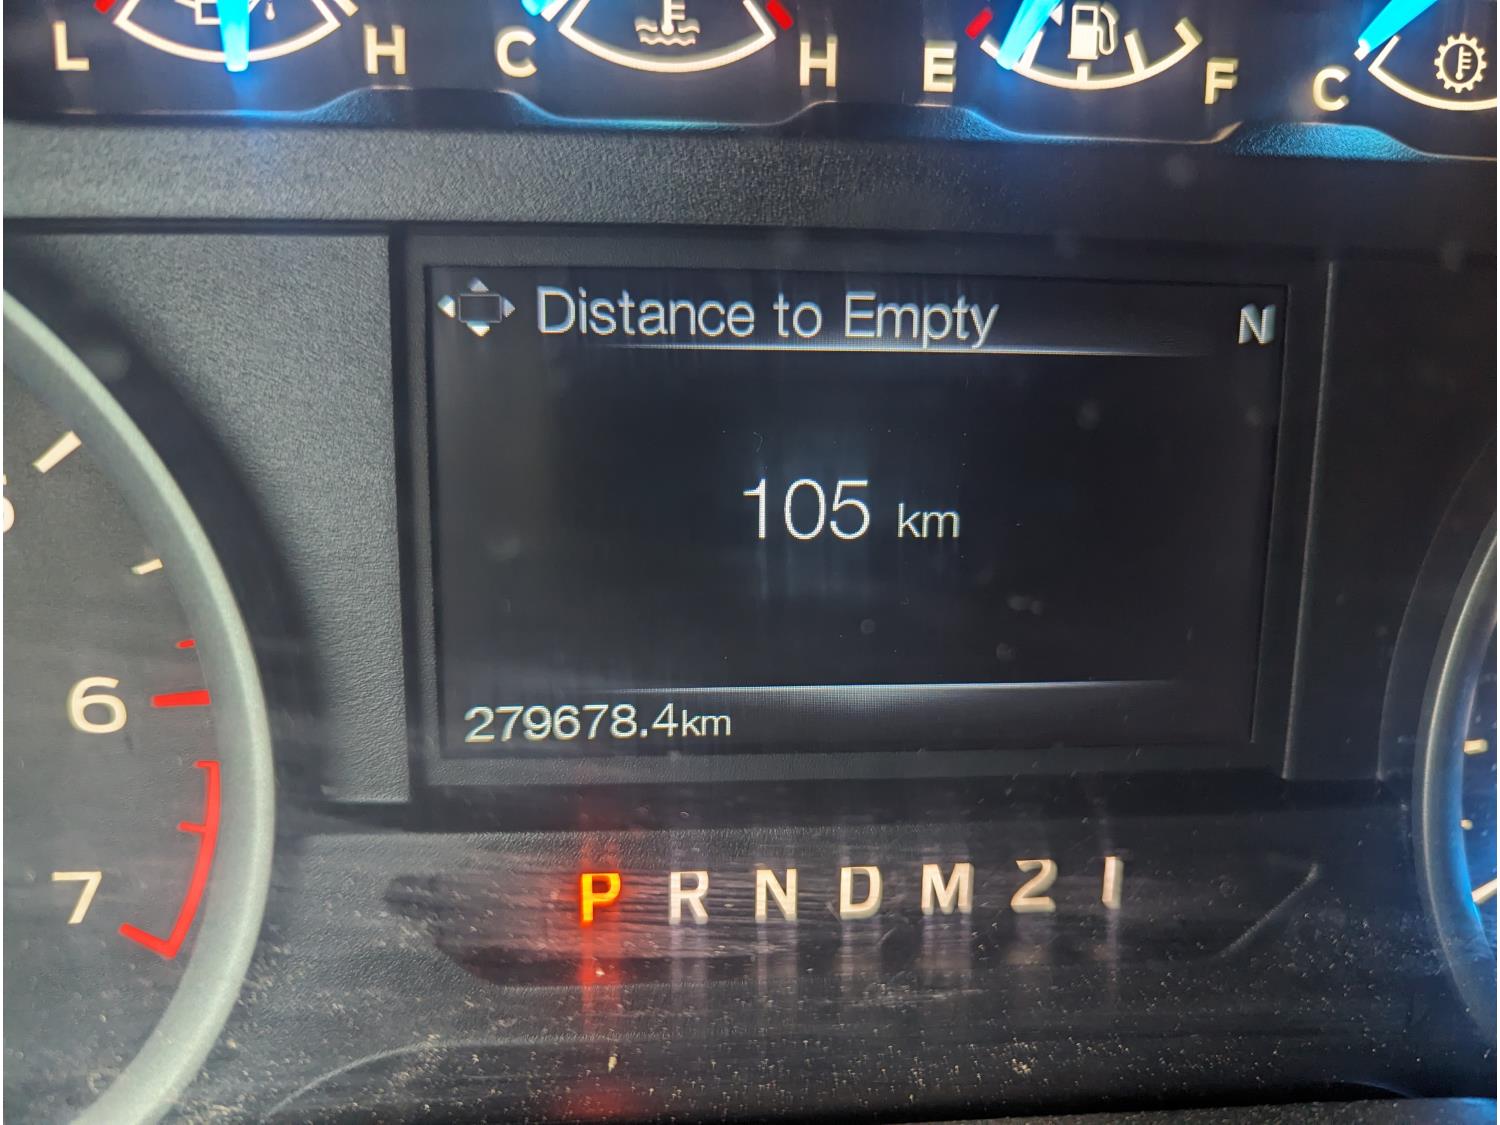 L H C H E F C
Distance to Empty N
105 km
279678.4km
6
7
P R N D M 2 1